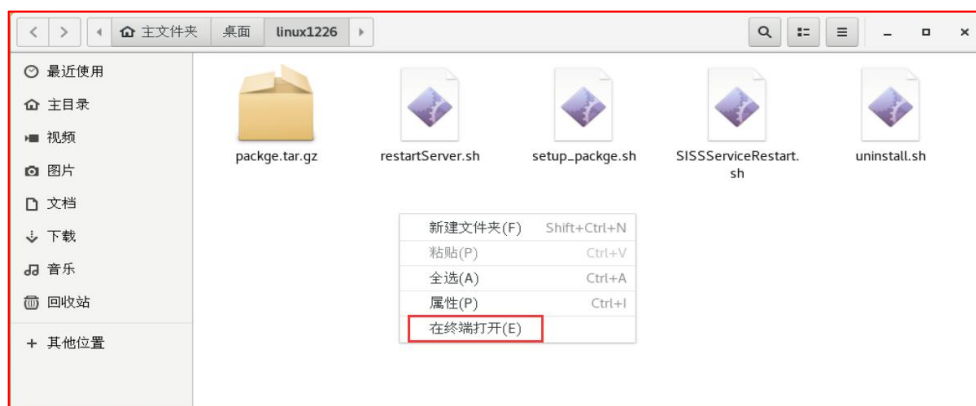 主文件夹 桌面 linux1226
最近使用
主目录
视频
图片
文档
下载
音乐
回收站
+ 其他位置
packge.tar.gz
restartServer.sh
setup_packge.sh
SISSServiceRestart.
sh
uninstall.sh
新建文件夹(F) Shift+Ctrl+N
粘贴(P) Ctrl+V
全选(A) Ctrl+A
属性(P) Ctrl+I
在终端打开(E)